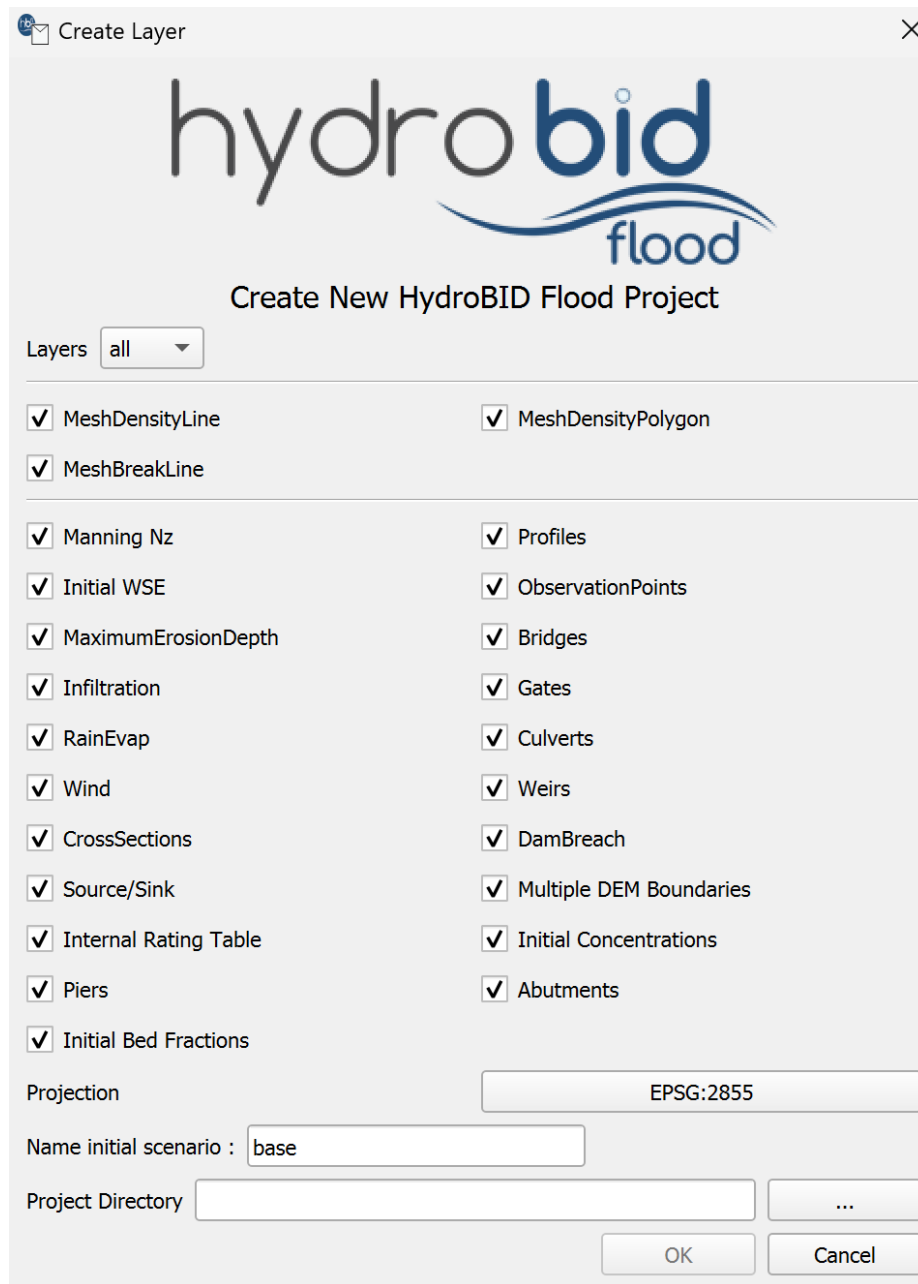 Create Layer
hydrobid
flood
Create New HydroBID Flood Project
Layers all
MeshDensityLine MeshDensityPolygon
MeshBreakLine
Manning Nz Profiles
Initial WSE ObservationPoints
MaximumErosionDepth Bridges
Infiltration Gates
RainEvap Culverts
Wind Weirs
CrossSections DamBreach
Source/Sink Multiple DEM Boundaries
Internal Rating Table Initial Concentrations
Piers Abutments
Initial Bed Fractions
Projection EPSG:2855
Name initial scenario : base
Project Directory ...
OK Cancel